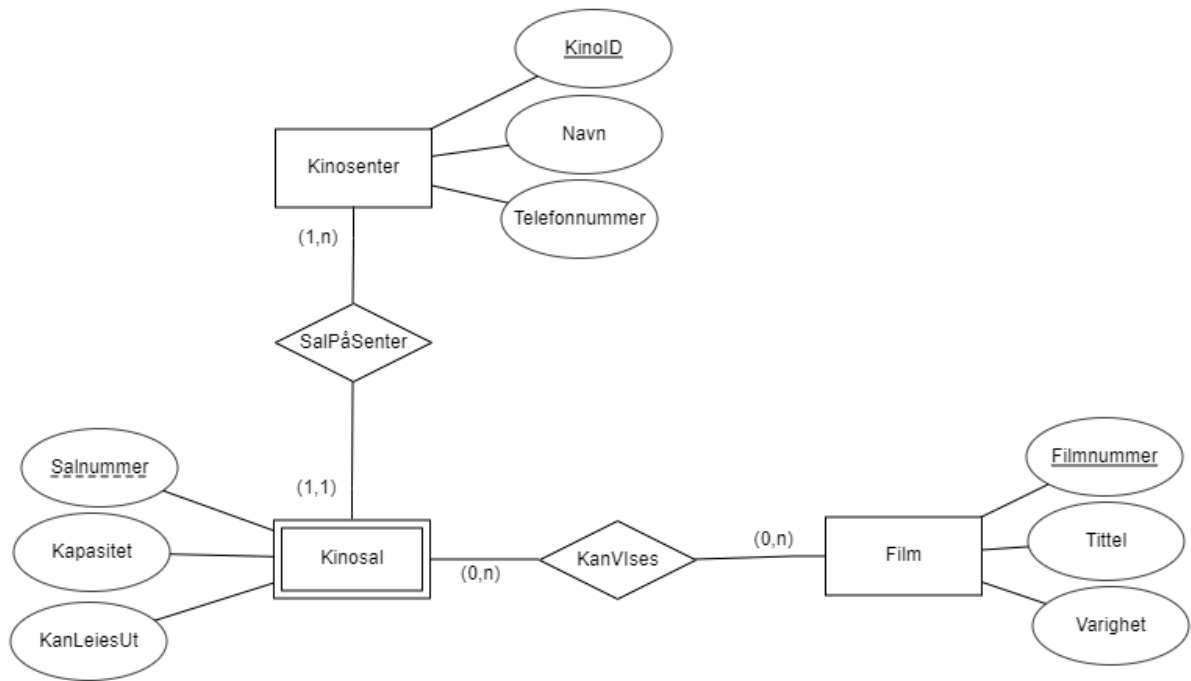 KinoID
Navn
Kinosenter
Telefonnummer
(1,n)
SalPåSenter
(1,1)
Salnummer
Kapasitet
KanLeiesUt
Kinosal
(0,n)
KanVIses
(0,n)
Film
Filmnummer
Tittel
Varighet